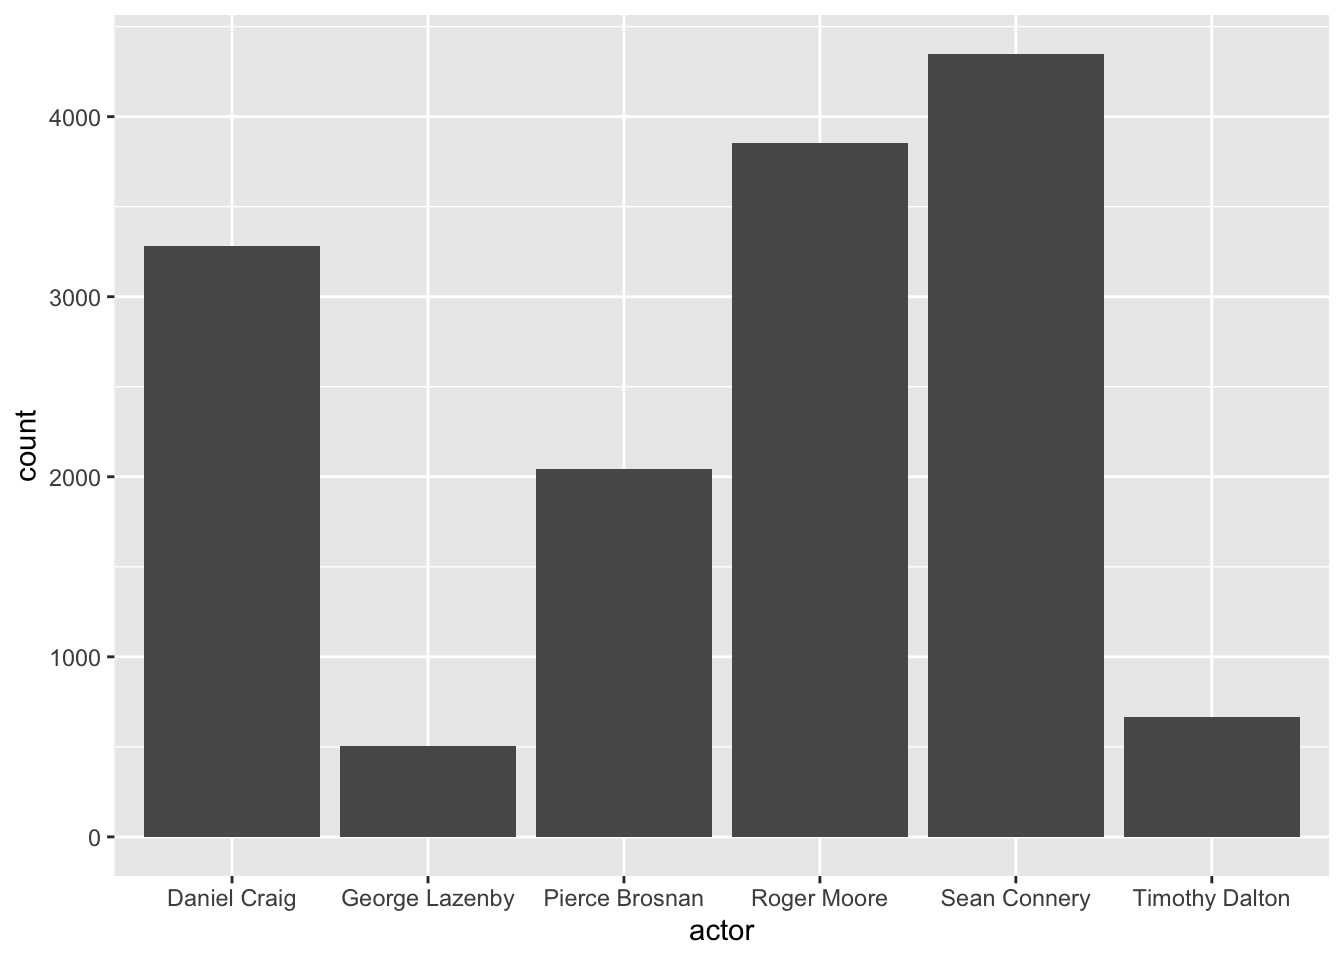 4000
3000
2000
1000
0
count
Daniel Craig George Lazenby Pierce Brosnan Roger Moore Sean Connery Timothy Dalton
actor